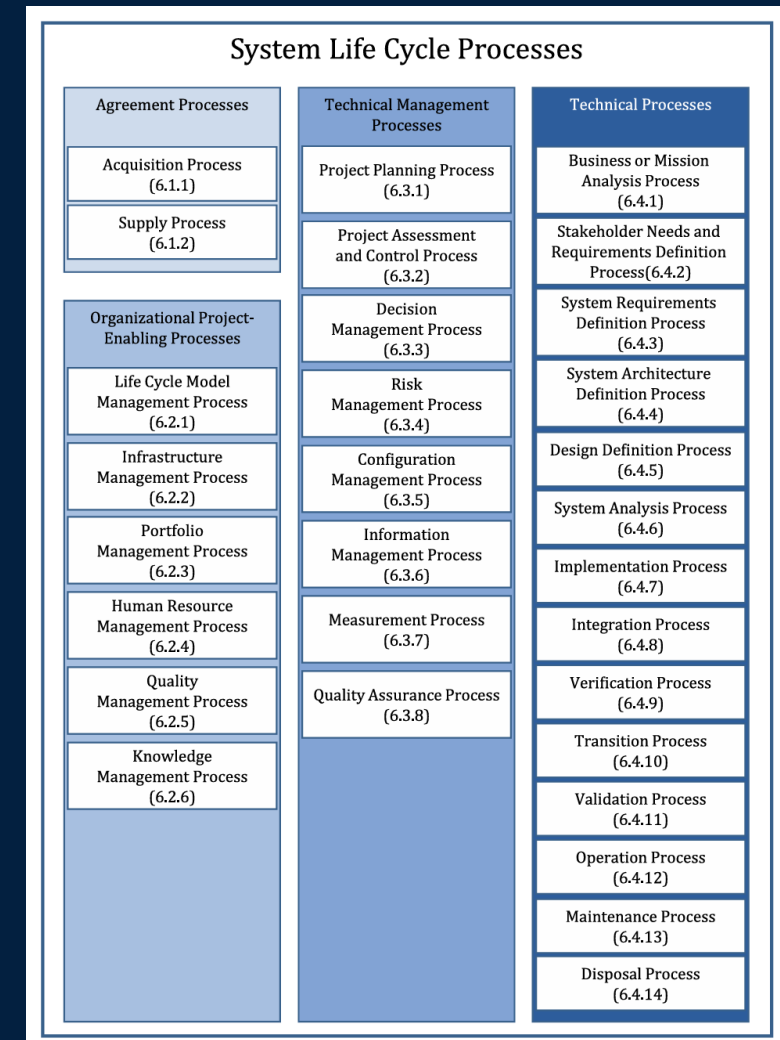 System Life Cycle Processes
Agreement Processes
Acquisition Process
(6.1.1)
Supply Process
(6.1.2)
Organizational Project-
Enabling Processes
Life Cycle Model
Management Process
(6.2.1)
Infrastructure
Management Process
(6.2.2)
Portfolio
Management Process
(6.2.3)
Human Resource
Management Process
(6.2.4)
Quality
Management Process
(6.2.5)
Knowledge
Management Process
(6.2.6)
Technical Management
Processes
Project Planning Process
(6.3.1)
Project Assessment
and Control Process
(6.3.2)
Decision
Management Process
(6.3.3)
Risk
Management Process
(6.3.4)
Configuration
Management Process
(6.3.5)
Information
Management Process
(6.3.6)
Measurement Process
(6.3.7)
Quality Assurance Process
(6.3.8)
Technical Processes
Business or Mission
Analysis Process
(6.4.1)
Stakeholder Needs and
Requirements Definition
Process(6.4.2)
System Requirements
Definition Process
(6.4.3)
System Architecture
Definition Process
(6.4.4)
Design Definition Process
(6.4.5)
System Analysis Process
(6.4.6)
Implementation Process
(6.4.7)
Integration Process
(6.4.8)
Verification Process
(6.4.9)
Transition Process
(6.4.10)
Validation Process
(6.4.11)
Operation Process
(6.4.12)
Maintenance Process
(6.4.13)
Disposal Process
(6.4.14)